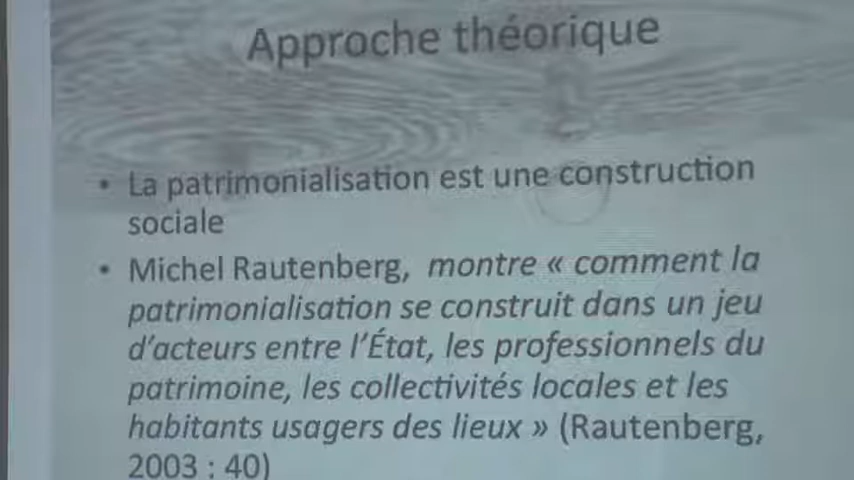 Approche théorique
• La patrimonialisation est une construction
sociale
• Michel Rautenberg, montre « comment la
patrimonialisation se construit dans un jeu
d'acteurs entre l'État, les professionnels du
patrimoine, les collectivités locales et les
habitants usagers des lieux » (Rautenberg,
2003 : 40)